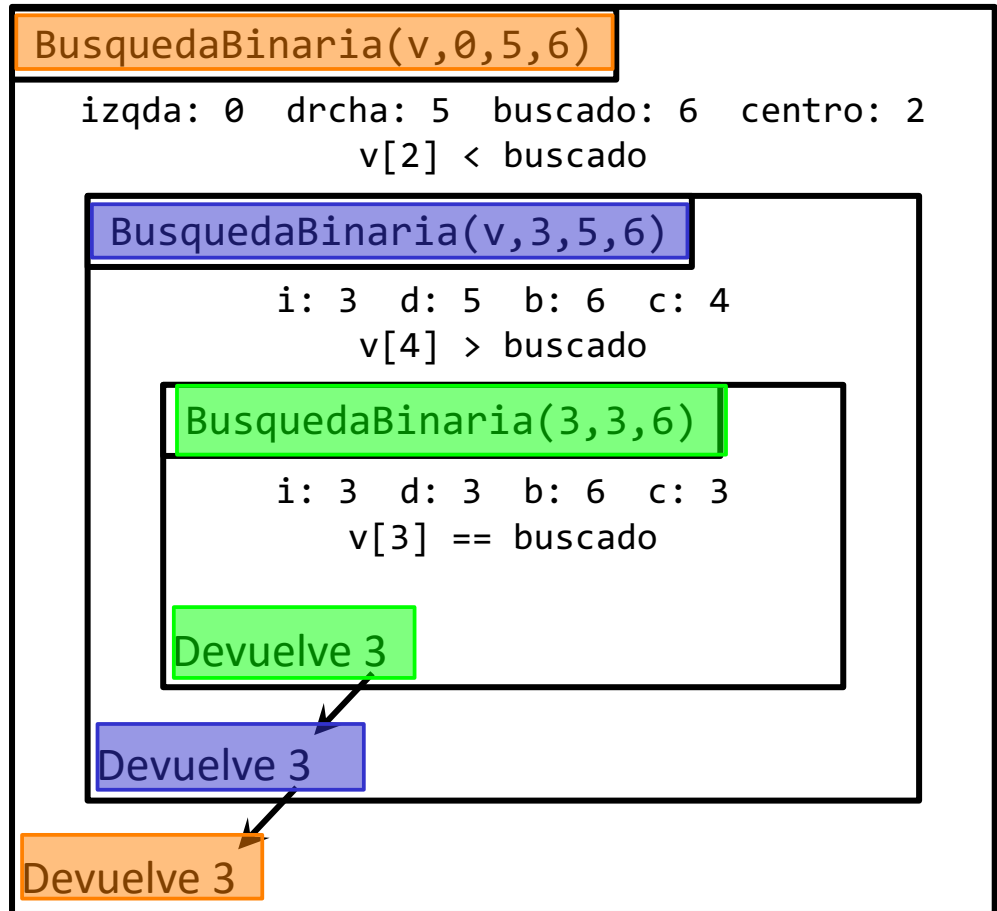 BusquedaBinaria(v,0,5,6)
izqda: 0 drcha: 5 buscado: 6 centro: 2
v[2] < buscado
BusquedaBinaria(v,3,5,6)
i: 3 d: 5 b: 6 c: 4
v[4] > buscado
BusquedaBinaria(3,3,6)
i: 3 d: 3 b: 6 c: 3
v[3] == buscado
Devuelve 3
Devuelve 3
Devuelve 3